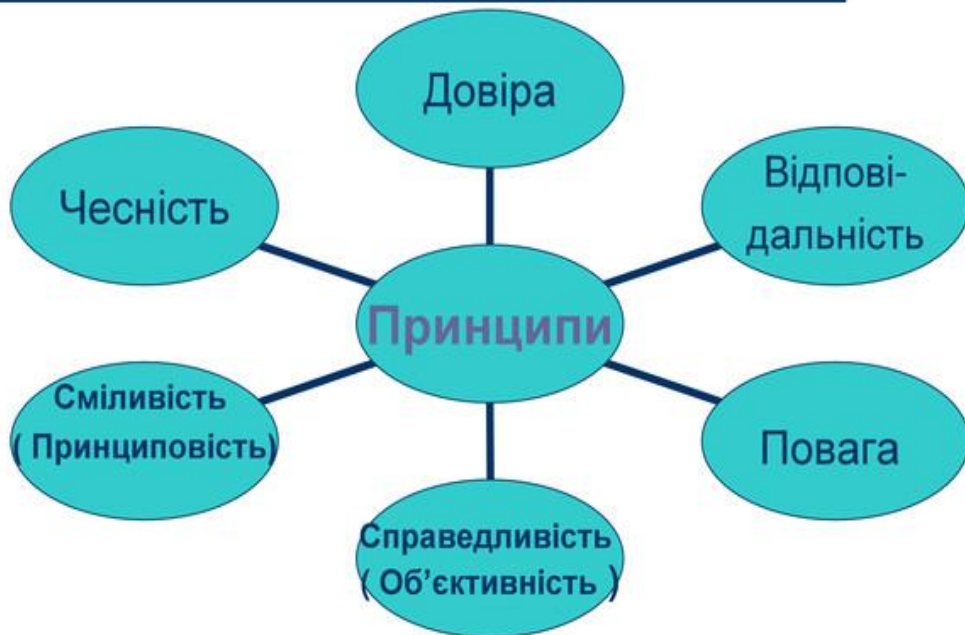 Довіра
Чесність
Відпові-
дальність
Принципи
Сміливість
( Принциповість)
Повага
Справедливість
( Об’єктивність )